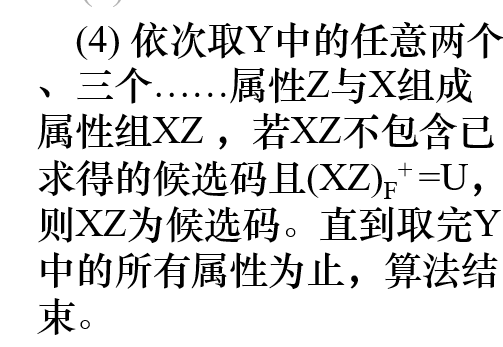 (4) 依次取Y中的任意两个
、三个……属性Z与X组成
属性组XZ ，若XZ不包含已
求得的候选码且(XZ)F+ =U，
则XZ为候选码。直到取完Y
中的所有属性为止，算法结
束。